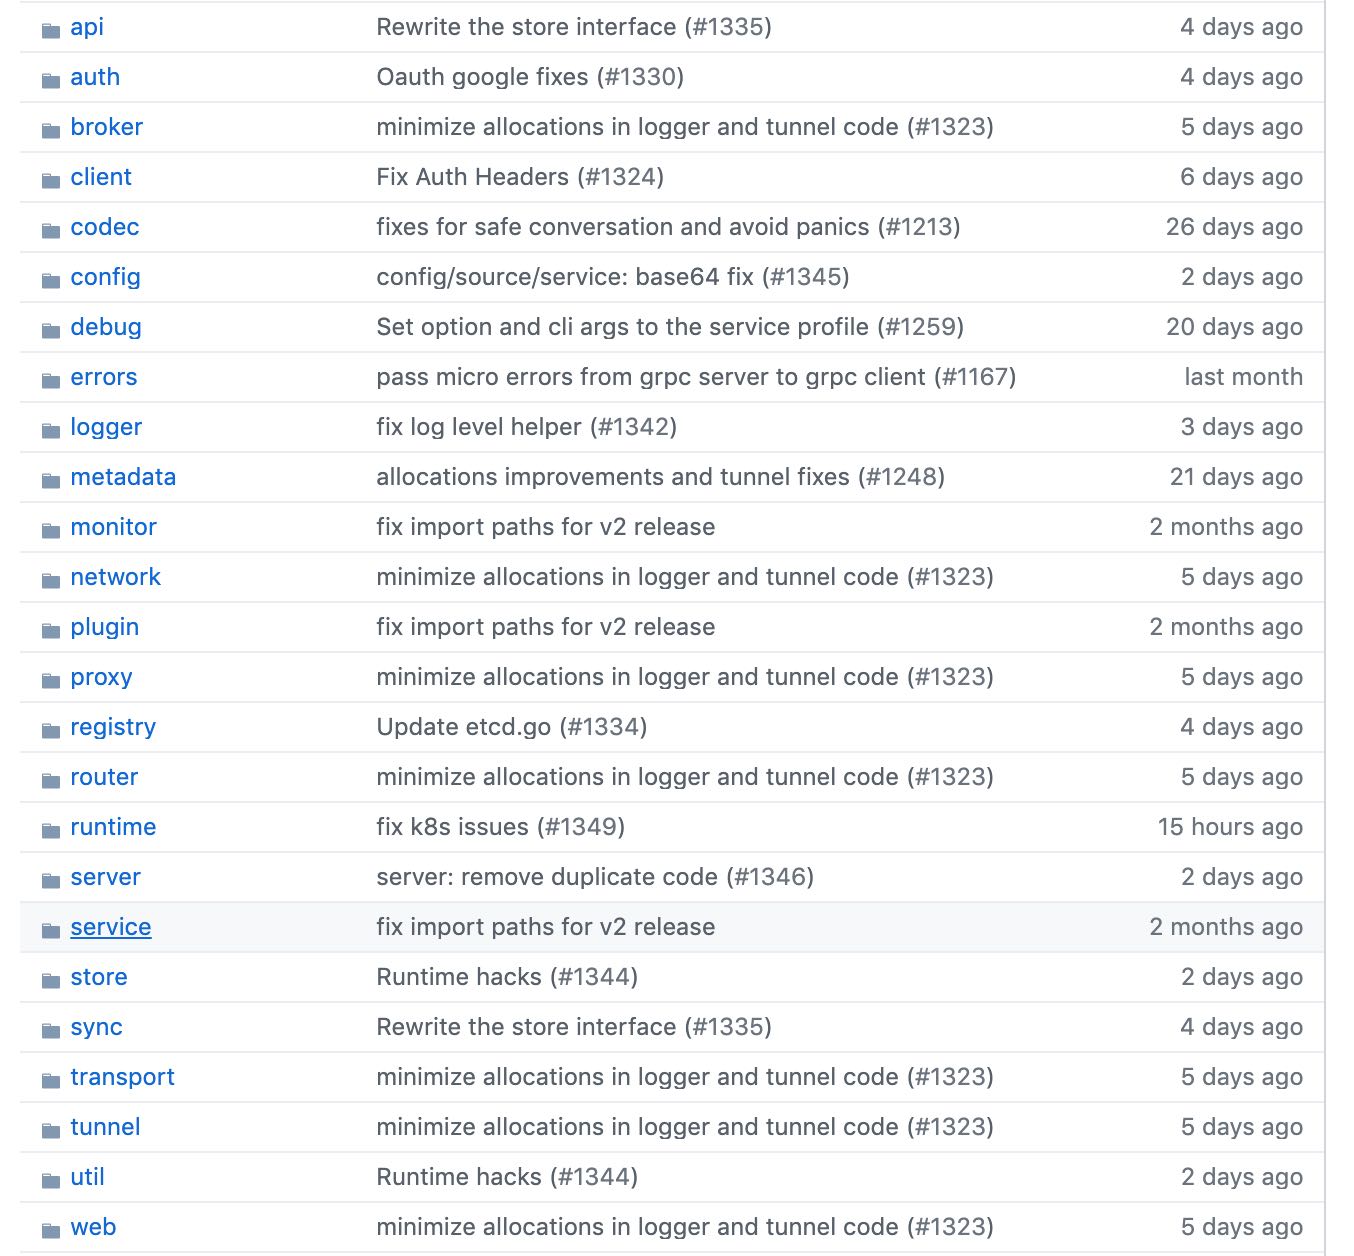 api Rewrite the store interface (#1335) 4 days ago
auth Oauth google fixes (#1330) 4 days ago
broker minimize allocations in logger and tunnel code (#1323) 5 days ago
client Fix Auth Headers (#1324) 6 days ago
codec fixes for safe conversation and avoid panics (#1213) 26 days ago
config config/source/service: base64 fix (#1345) 2 days ago
debug Set option and cli args to the service profile (#1259) 20 days ago
errors pass micro errors from grpc server to grpc client (#1167) last month
logger fix log level helper (#1342) 3 days ago
metadata allocations improvements and tunnel fixes (#1248) 21 days ago
monitor fix import paths for v2 release 2 months ago
network minimize allocations in logger and tunnel code (#1323) 5 days ago
plugin fix import paths for v2 release 2 months ago
proxy minimize allocations in logger and tunnel code (#1323) 5 days ago
registry Update etcd.go (#1334) 4 days ago
router minimize allocations in logger and tunnel code (#1323) 5 days ago
runtime fix k8s issues (#1349) 15 hours ago
server server: remove duplicate code (#1346) 2 days ago
service fix import paths for v2 release 2 months ago
store Runtime hacks (#1344) 2 days ago
sync Rewrite the store interface (#1335) 4 days ago
transport minimize allocations in logger and tunnel code (#1323) 5 days ago
tunnel minimize allocations in logger and tunnel code (#1323) 5 days ago
util Runtime hacks (#1344) 2 days ago
web minimize allocations in logger and tunnel code (#1323) 5 days ago